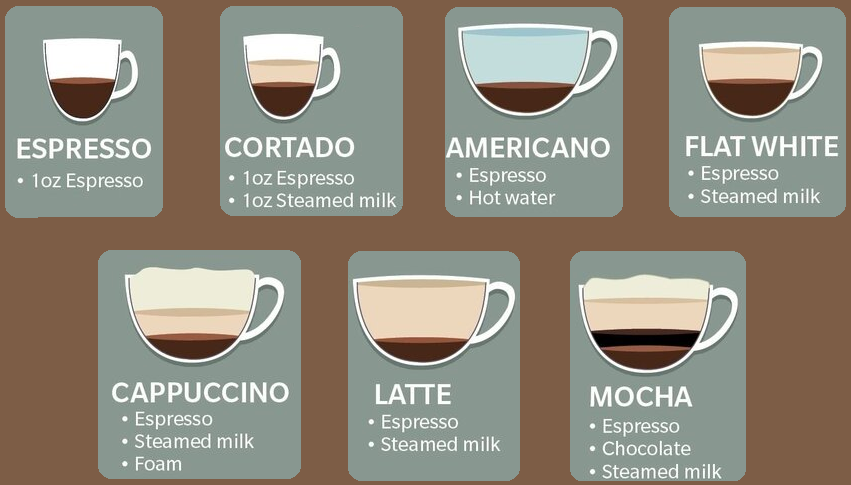 ESPRESSO
• 1oz Espresso
CORTADO
• 1oz Espresso
• 1oz Steamed milk
AMERICANO
• Espresso
• Hot water
FLAT WHITE
• Espresso
• Steamed milk
CAPPUCCINO
• Espresso
• Steamed milk
• Foam
LATTE
• Espresso
• Steamed milk
MOCHA
• Espresso
• Chocolate
• Steamed milk